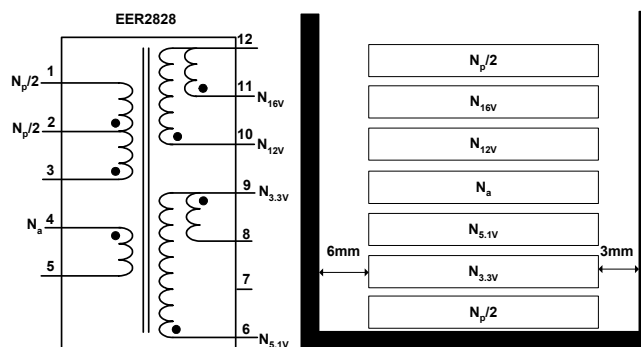 EER2828
1
Np/2
2
Np/2
3
4
Na
5
12
11
N16V
10
N12V
9
N3.3V
8
7
6
N5.1V
Np/2
N16V
N12V
Na
N5.1V
N3.3V
Np/2
6mm
3mm